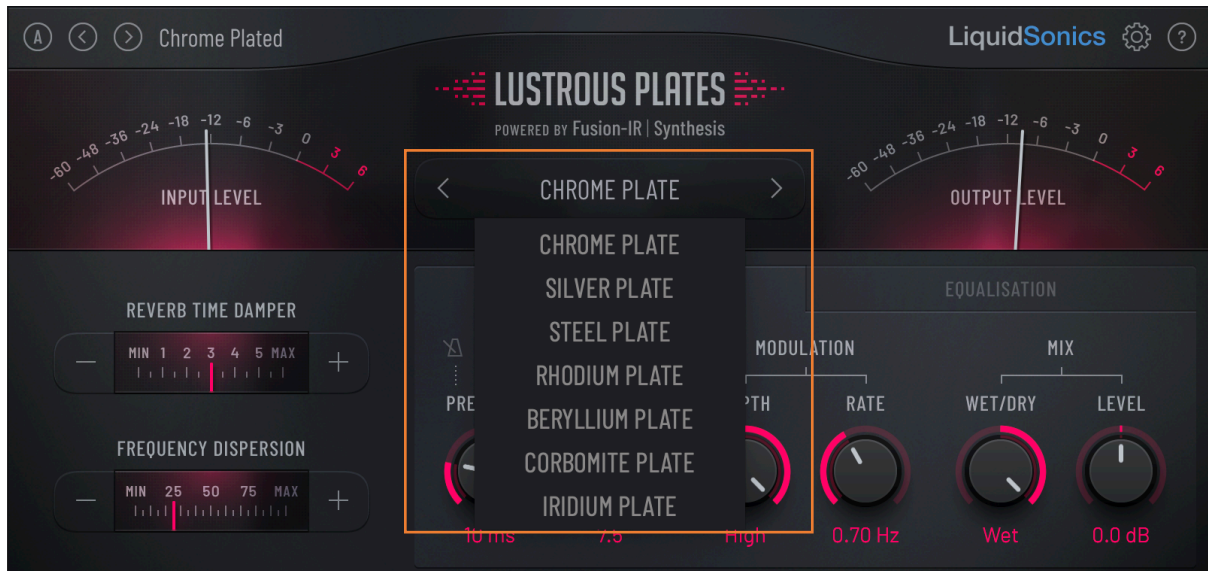 A < > Chrome Plated
LiquidSonics ?
LUSTROUS PLATES
POWERED BY Fusion-IR | Synthesis
-60 -48 -36 -24 -18 -12 -6 -3 0 3 6
INPUT LEVEL
-60 -48 -36 -24 -18 -12 -6 -3 0 3 6
OUTPUT LEVEL
< CHROME PLATE >
CHROME PLATE
SILVER PLATE
STEEL PLATE
RHODIUM PLATE
BERYLLIUM PLATE
CORBOMITE PLATE
IRIDIUM PLATE
REVERB TIME DAMPER
− MIN 1 2 3 4 5 MAX +
FREQUENCY DISPERSION
− MIN 25 50 75 MAX +
EQUALISATION
MODULATION
MIX
PRE
PTH
RATE
WET/DRY
LEVEL
10 ms
7.5
High
0.70 Hz
Wet
0.0 dB